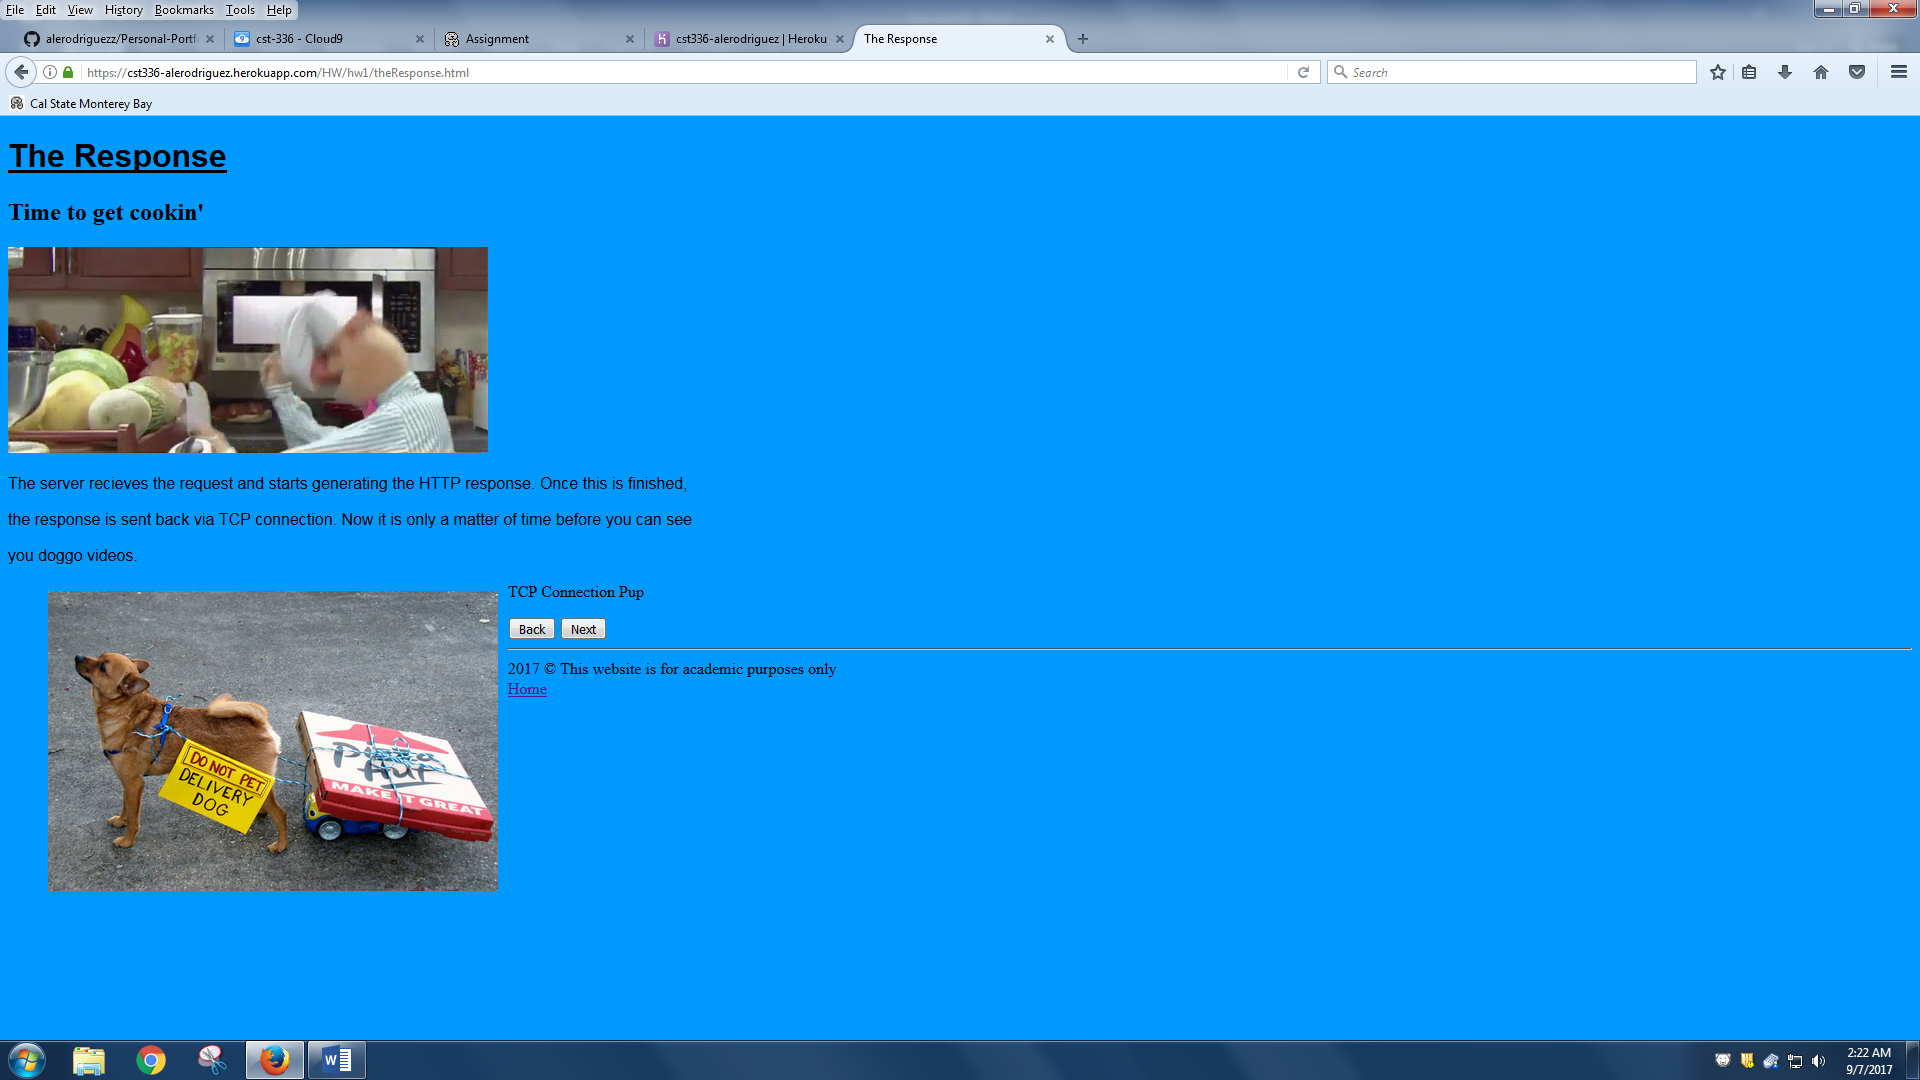 File Edit View History Bookmarks Tools Help
alerodriguezz/Personal-Portf
cst-336 - Cloud9
Assignment
cst336-alerodriguez | Heroku
The Response
https://cst336-alerodriguez.herokuapp.com/HW/hw1/theResponse.html
Search
Cal State Monterey Bay
The Response
Time to get cookin'
The server recieves the request and starts generating the HTTP response. Once this is finished,
the response is sent back via TCP connection. Now it is only a matter of time before you can see
you doggo videos.
TCP Connection Pup
Back Next
2017 © This website is for academic purposes only
Home
DO NOT PET
DELIVERY
DOG
Pizza
Hut
MAKE IT GREAT
2:22 AM
9/7/2017